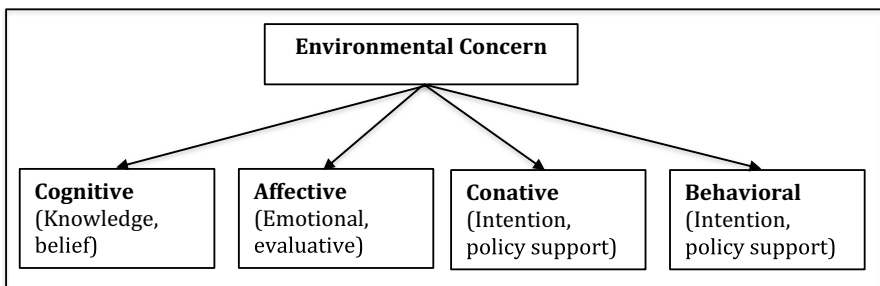 Environmental Concern
Cognitive
(Knowledge,
belief)
Affective
(Emotional,
evaluative)
Conative
(Intention,
policy support)
Behavioral
(Intention,
policy support)